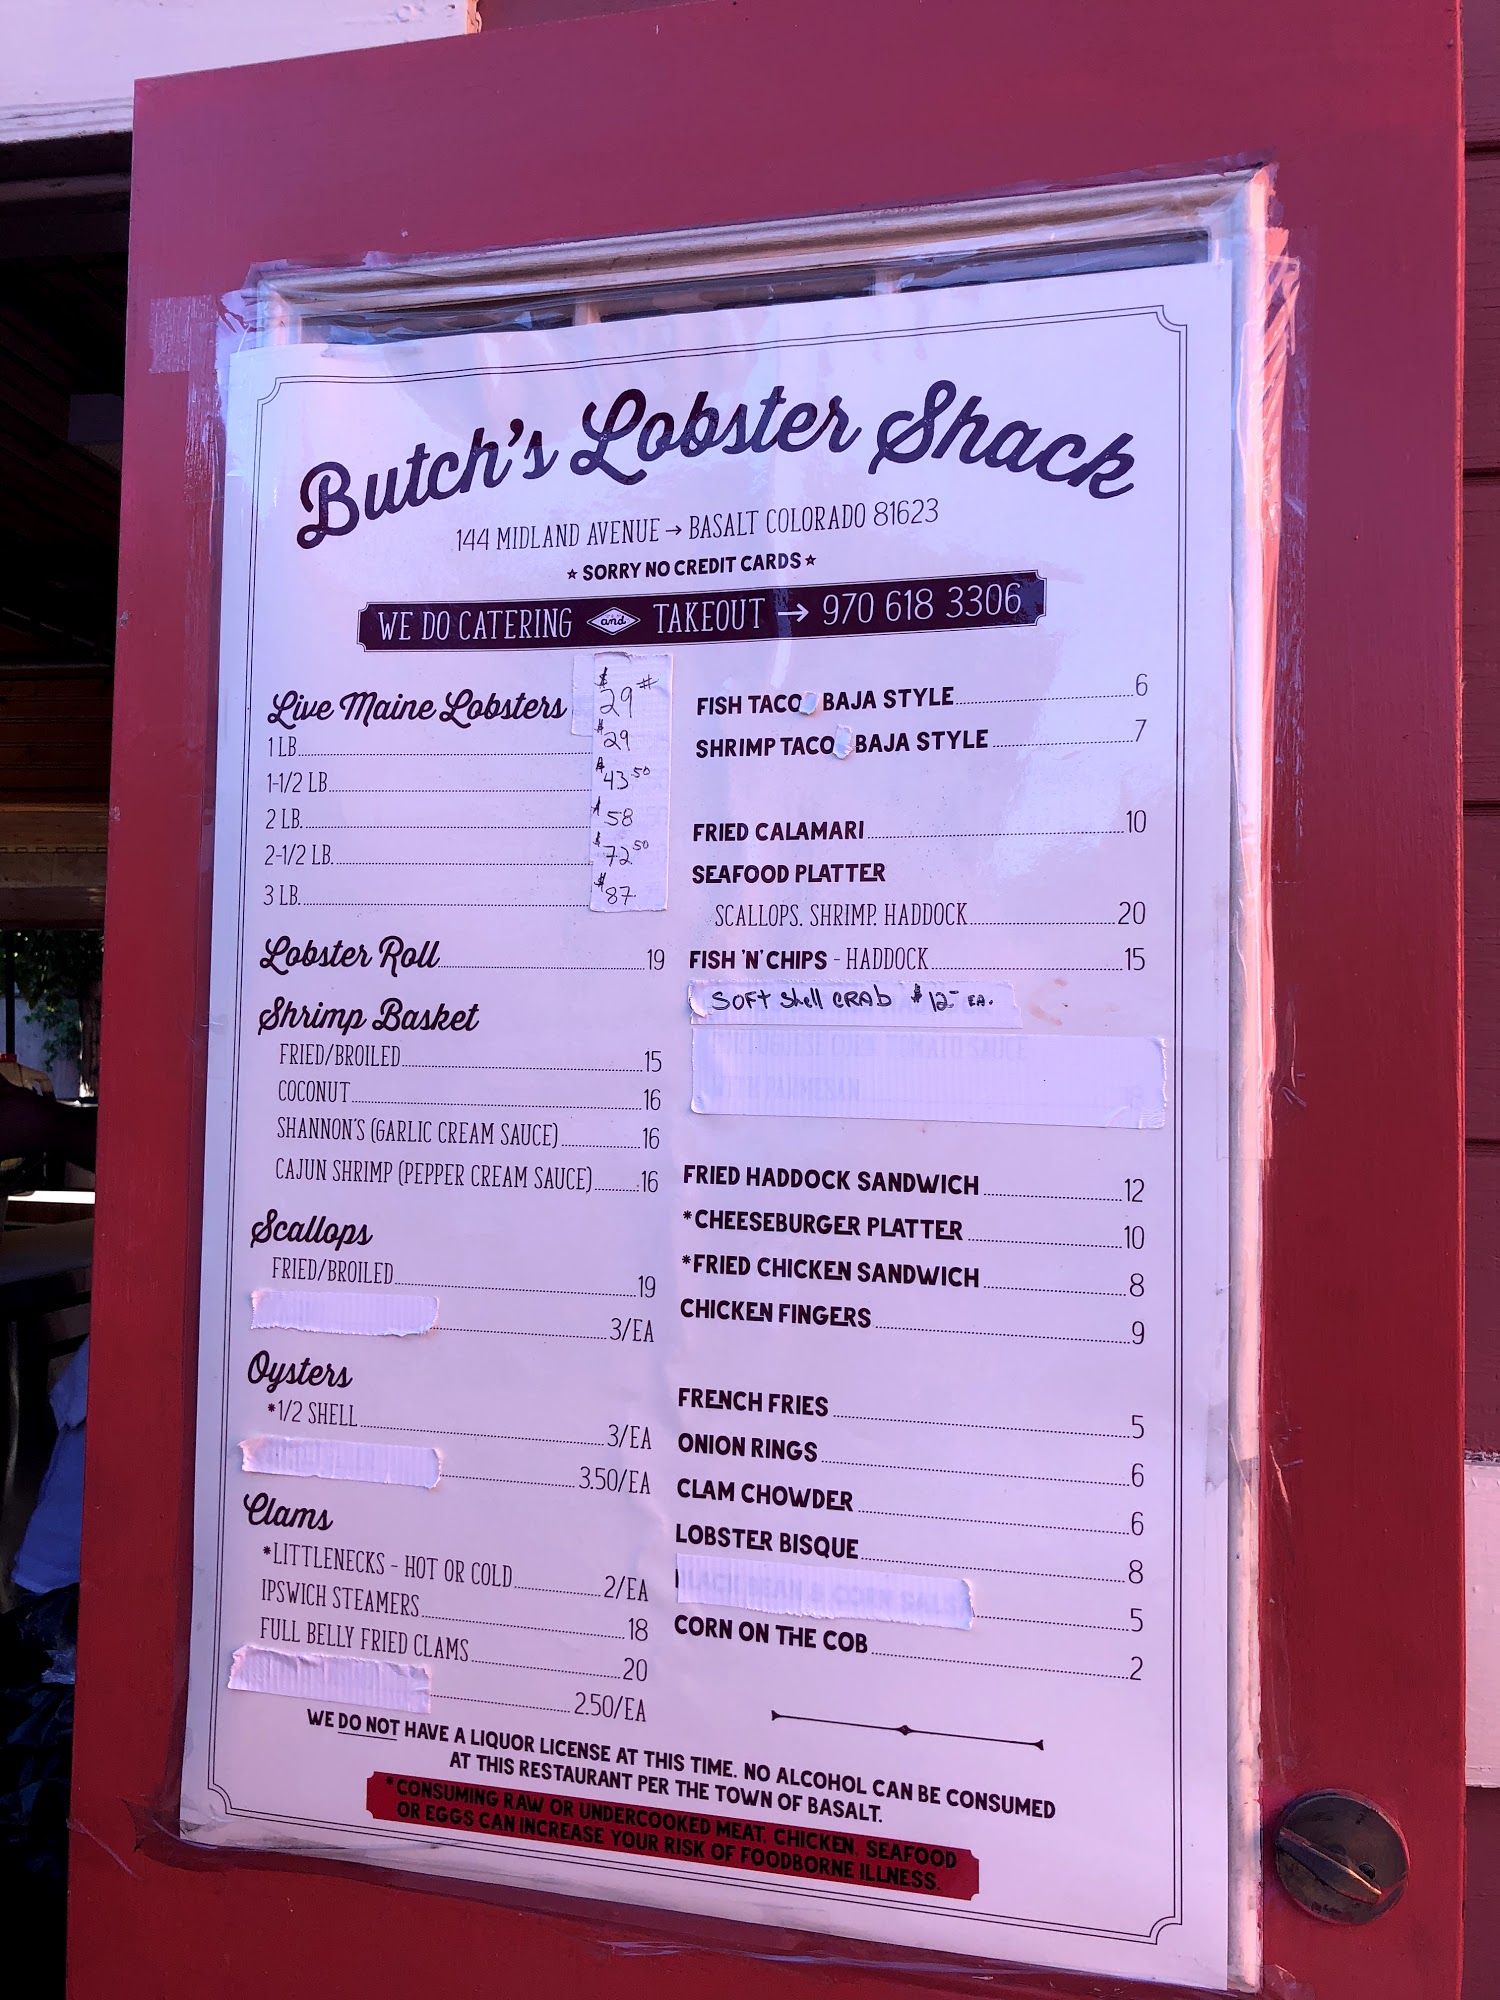 Butch's Lobster Shack
144 MIDLAND AVENUE → BASALT COLORADO 81623
★ SORRY NO CREDIT CARDS ★
WE DO CATERING and TAKEOUT → 970 618 3306
Live Maine Lobsters $29#
1 LB. $29
1-1/2 LB. $43.50
2 LB. $58
2-1/2 LB. $72.50
3 LB. $87
Lobster Roll 19
Shrimp Basket
FRIED/BROILED 15
COCONUT 16
SHANNON'S (GARLIC CREAM SAUCE) 16
CAJUN SHRIMP (PEPPER CREAM SAUCE) 16
Scallops
FRIED/BROILED 19
3/EA
Oysters
*1/2 SHELL 3/EA
3.50/EA
Clams
*LITTLENECKS - HOT OR COLD 2/EA
IPSWICH STEAMERS 18
FULL BELLY FRIED CLAMS 20
2.50/EA
FISH TACO BAJA STYLE 6
SHRIMP TACO BAJA STYLE 7
FRIED CALAMARI 10
SEAFOOD PLATTER
SCALLOPS, SHRIMP, HADDOCK 20
FISH 'N' CHIPS - HADDOCK 15
SOFT Shell CRAb $12- EA.
TOMATO SAUCE
WITH PARMESAN
FRIED HADDOCK SANDWICH 12
*CHEESEBURGER PLATTER 10
*FRIED CHICKEN SANDWICH 8
CHICKEN FINGERS 9
FRENCH FRIES 5
ONION RINGS 6
CLAM CHOWDER 6
LOBSTER BISQUE 8
BLACK BEAN & CORN SALSA 5
CORN ON THE COB 2
WE DO NOT HAVE A LIQUOR LICENSE AT THIS TIME. NO ALCOHOL CAN BE CONSUMED
AT THIS RESTAURANT PER THE TOWN OF BASALT.
*CONSUMING RAW OR UNDERCOOKED MEAT, CHICKEN, SEAFOOD
OR EGGS CAN INCREASE YOUR RISK OF FOODBORNE ILLNESS.